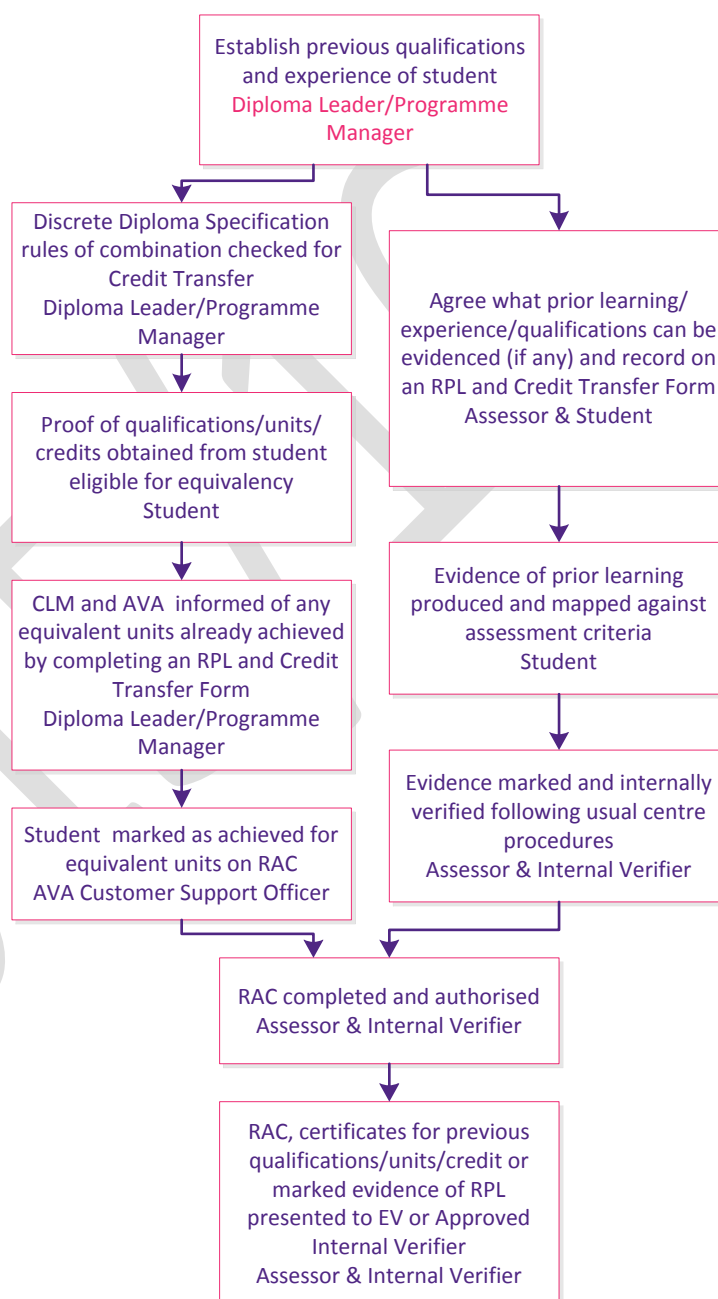 Establish previous qualifications
and experience of student
Diploma Leader/Programme
Manager
Discrete Diploma Specification
rules of combination checked for
Credit Transfer
Diploma Leader/Programme
Manager
Proof of qualifications/units/
credits obtained from student
eligible for equivalency
Student
CLM and AVA  informed of any
equivalent units already achieved
by completing an RPL and Credit
Transfer Form
Diploma Leader/Programme
Manager
Student  marked as achieved for
equivalent units on RAC
AVA Customer Support Officer
Agree what prior learning/
experience/qualifications can be
evidenced (if any) and record on
an RPL and Credit Transfer Form
Assessor & Student
Evidence of prior learning
produced and mapped against
assessment criteria
Student
Evidence marked and internally
verified following usual centre
procedures
Assessor & Internal Verifier
RAC completed and authorised
Assessor & Internal Verifier
RAC, certificates for previous
qualifications/units/credit or
marked evidence of RPL
presented to EV or Approved
Internal Verifier
Assessor & Internal Verifier